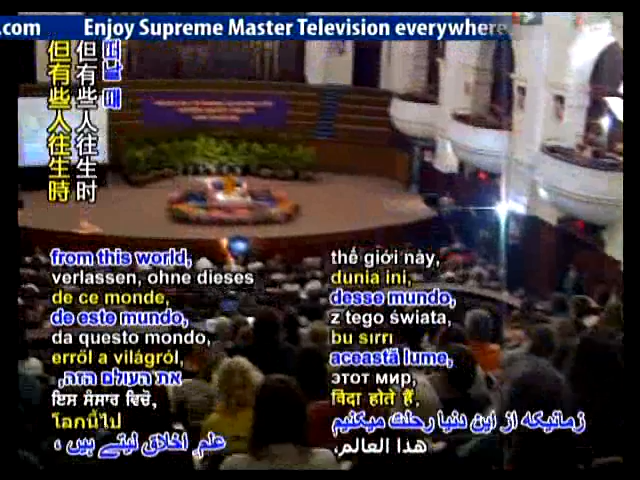 .com Enjoy Supreme Master Television everywhere
但有些人往生時
但有些人往生时
떠날 때
from this world,
verlassen, ohne dieses
de ce monde,
de este mundo,
da questo mondo,
erről a világról,
את העולם הזה,
ਇਸ ਸੰਸਾਰ ਵਿਚੋਂ,
โลกนี้ไป
علم اخلاق لیتے ہیں ،
thế giới này,
dunia ini,
desse mundo,
z tego świata,
bu sırrı
această lume,
этот мир,
विदा होते हैं,
زمانیکه از این دنیا رحلت میکنیم
هذا العالم،